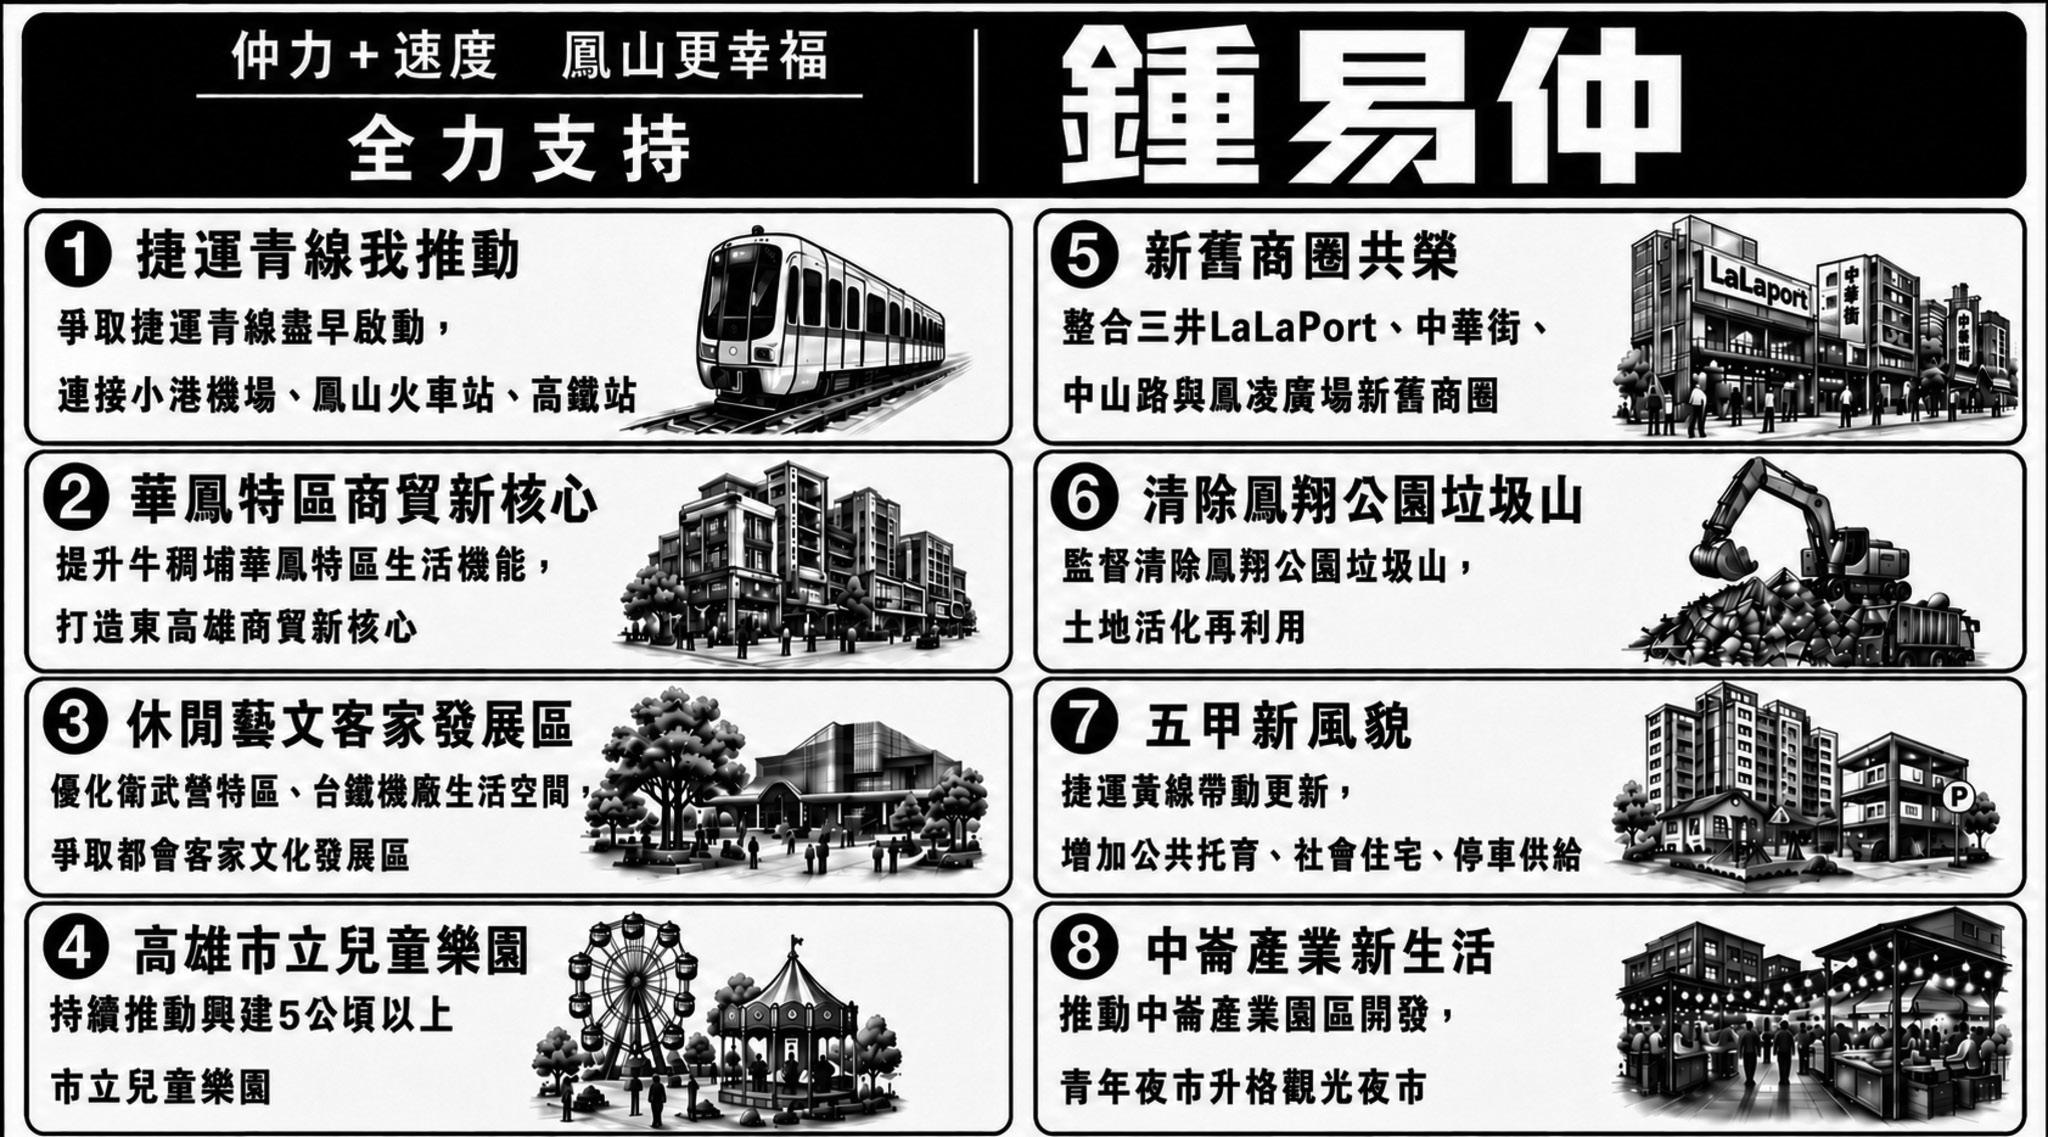 仲力+速度　鳳山更幸福
全力支持
鍾易仲
1 捷運青線我推動
爭取捷運青線盡早啟動，
連接小港機場、鳳山火車站、高鐵站
2 華鳳特區商貿新核心
提升牛稠埔華鳳特區生活機能，
打造東高雄商貿新核心
3 休閒藝文客家發展區
優化衛武營特區、台鐵機廠生活空間，
爭取都會客家文化發展區
4 高雄市立兒童樂園
持續推動興建5公頃以上
市立兒童樂園
5 新舊商圈共榮
整合三井LaLaPort、中華街、
中山路與鳳凌廣場新舊商圈
LaLaport
中華街
6 清除鳳翔公園垃圾山
監督清除鳳翔公園垃圾山，
土地活化再利用
7 五甲新風貌
捷運黃線帶動更新，
增加公共托育、社會住宅、停車供給
P
8 中崙產業新生活
推動中崙產業園區開發，
青年夜市升格觀光夜市